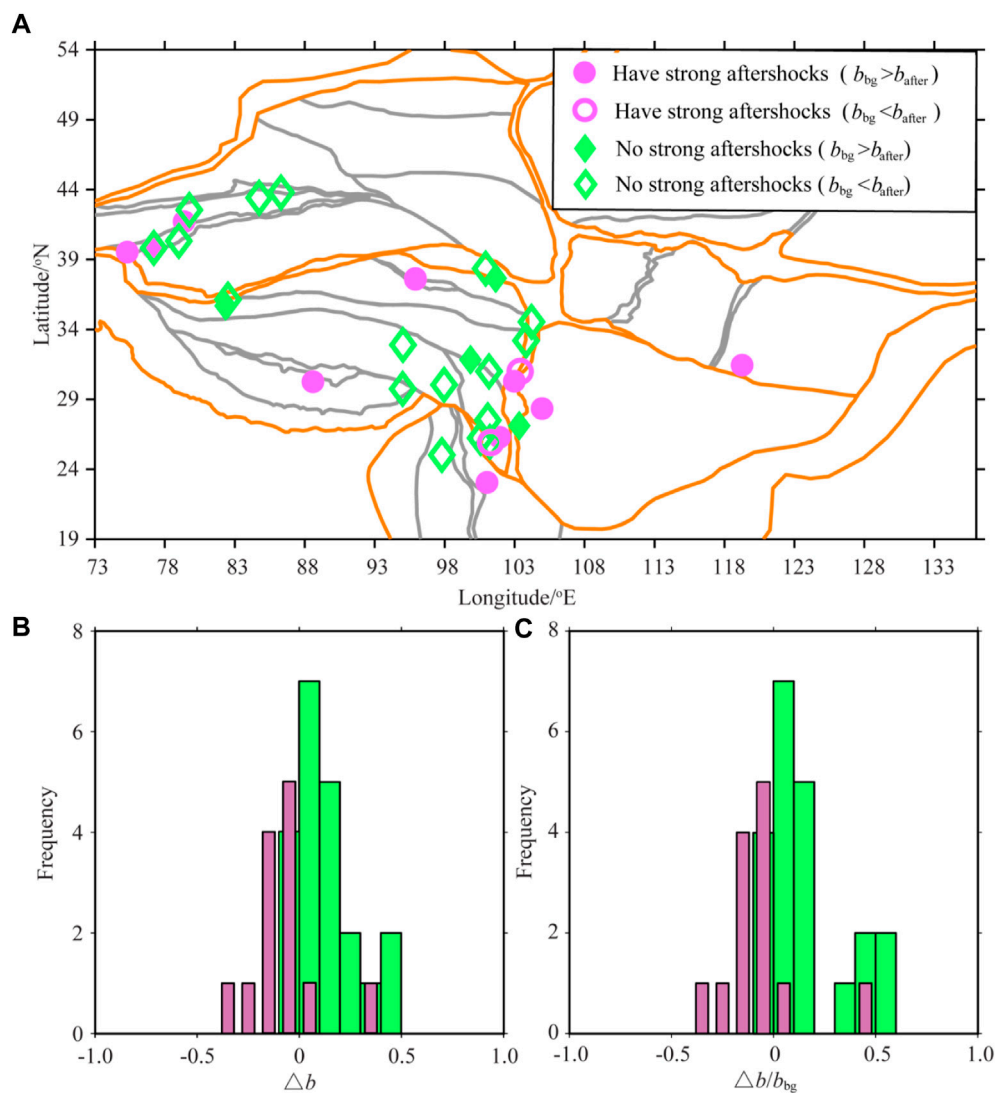 A
54
49
44
39
34
29
24
19
Latitude/°N
73 78 83 88 93 98 103 108 113 118 123 128 133
Longitude/°E
Have strong aftershocks ( bbg >bafter)
Have strong aftershocks ( bbg <bafter)
No strong aftershocks ( bbg >bafter)
No strong aftershocks ( bbg <bafter)
B
8
6
4
2
0
Frequency
-1.0 -0.5 0 0.5 1.0
△b
C
8
6
4
2
0
Frequency
-1.0 -0.5 0 0.5 1.0
△b/bbg